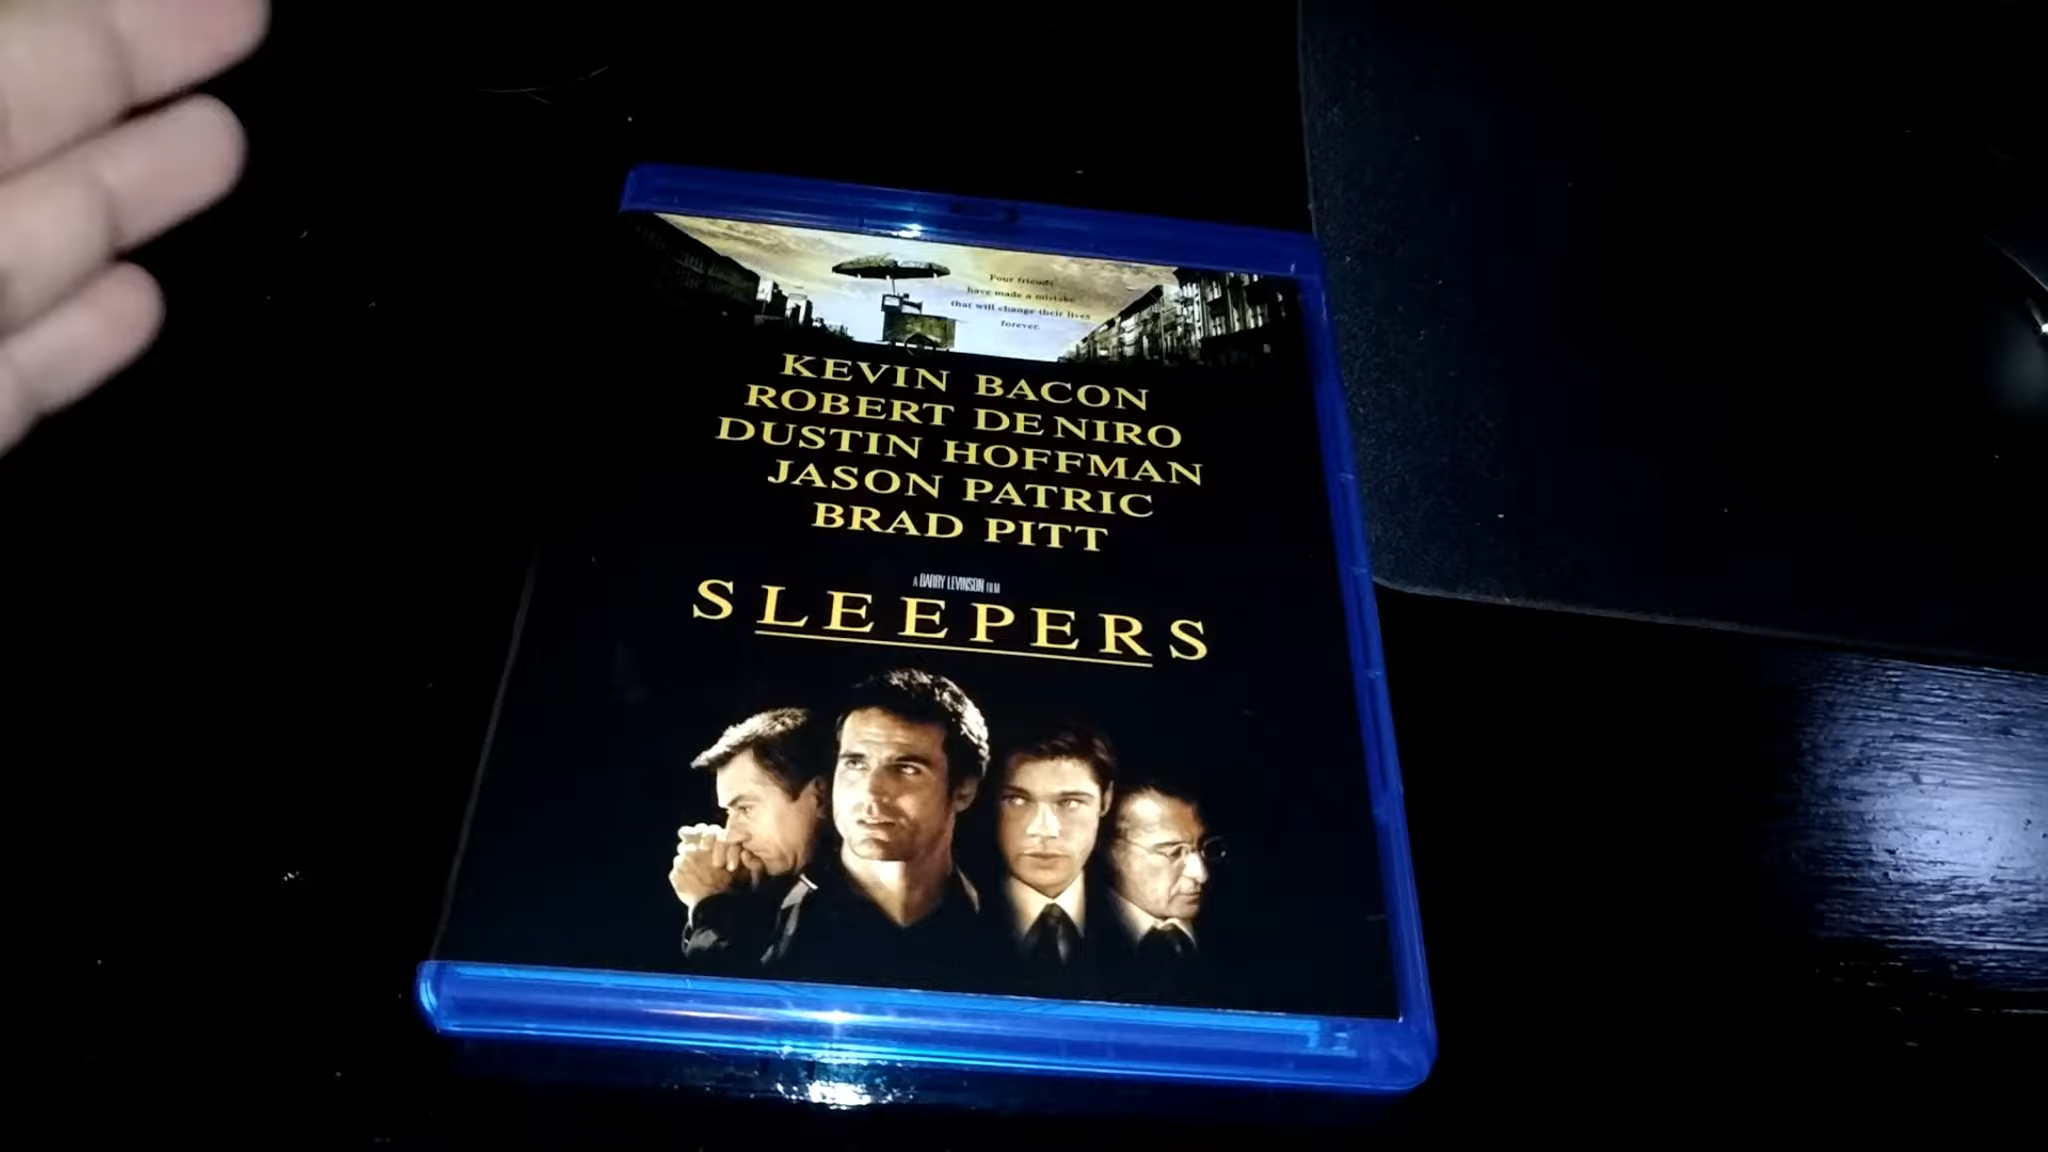 Four friends
have made a mistake
that will change their lives
forever.
KEVIN BACON
ROBERT DE NIRO
DUSTIN HOFFMAN
JASON PATRIC
BRAD PITT
A BARRY LEVINSON FILM
SLEEPERS